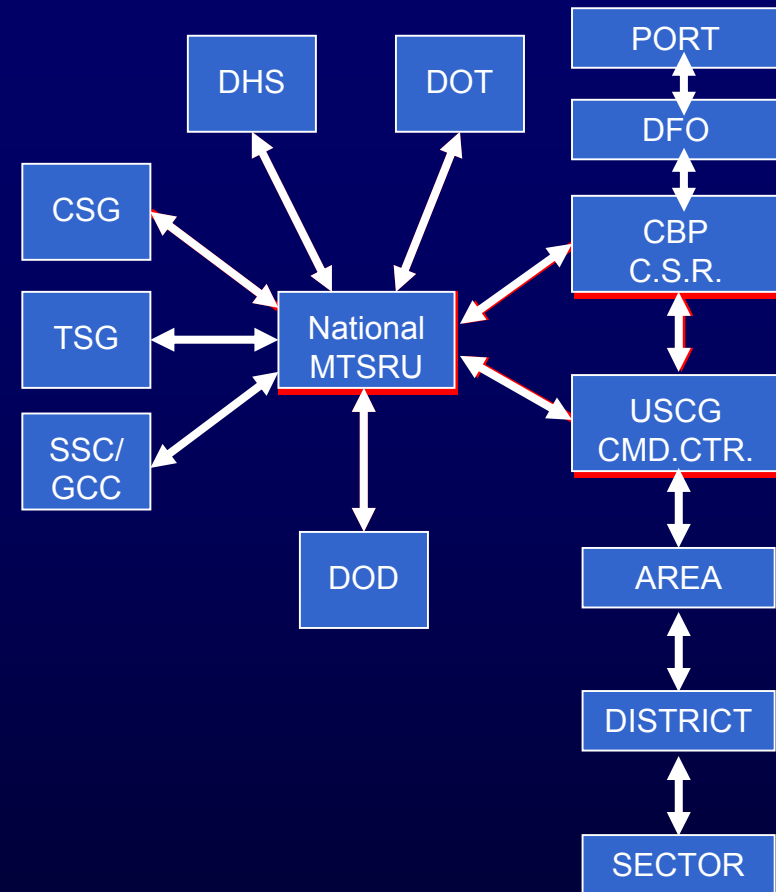 PORT
DHS
DOT
DFO
CSG
CBP
C.S.R.
TSG
National
MTSRU
USCG
CMD.CTR.
SSC/
GCC
DOD
AREA
DISTRICT
SECTOR